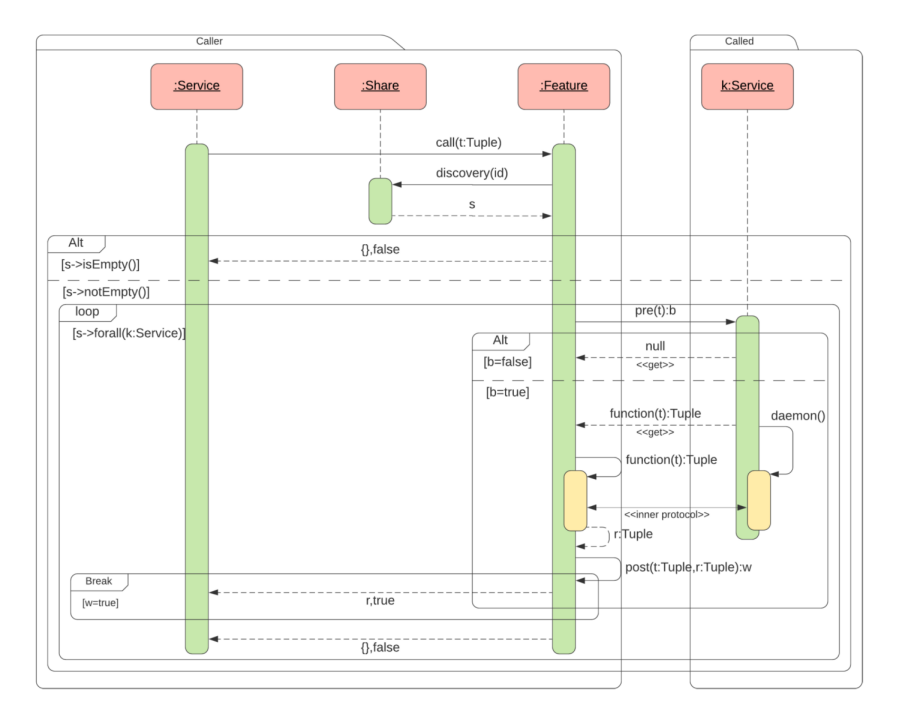 Caller
Called
:Service
:Share
:Feature
k:Service
call(t:Tuple)
discovery(id)
s
Alt
{},false
[s->isEmpty()]
[s->notEmpty()]
loop
pre(t):b
[s->forall(k:Service)]
Alt
null
[b=false]
<<get>>
[b=true]
function(t):Tuple
daemon()
<<get>>
function(t):Tuple
<<inner protocol>>
r:Tuple
post(t:Tuple,r:Tuple):w
Break
[w=true]
r,true
{},false